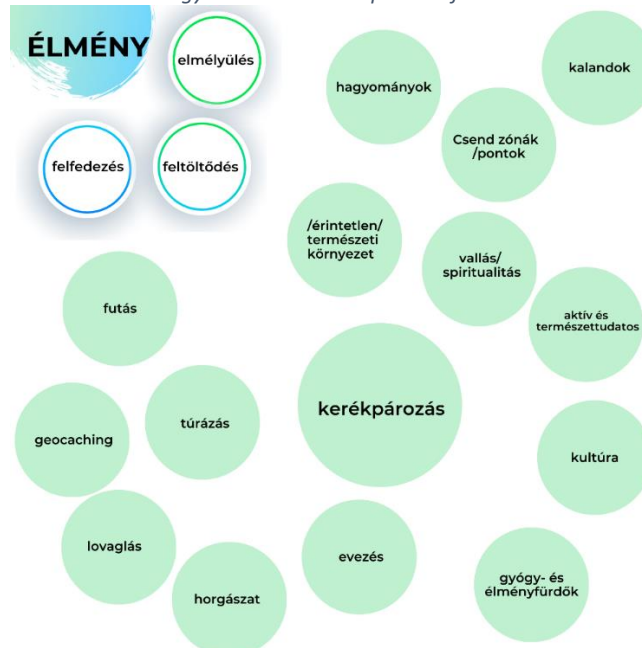 ÉLMÉNY
elmélyülés
felfedezés
feltöltődés
hagyományok
kalandok
Csend zónák
/pontok
/érintetlen/
természeti
környezet
vallás/
spiritualitás
aktív és
természettudatos
futás
kerékpározás
túrázás
geocaching
kultúra
lovaglás
evezés
horgászat
gyógy- és
élményfürdők